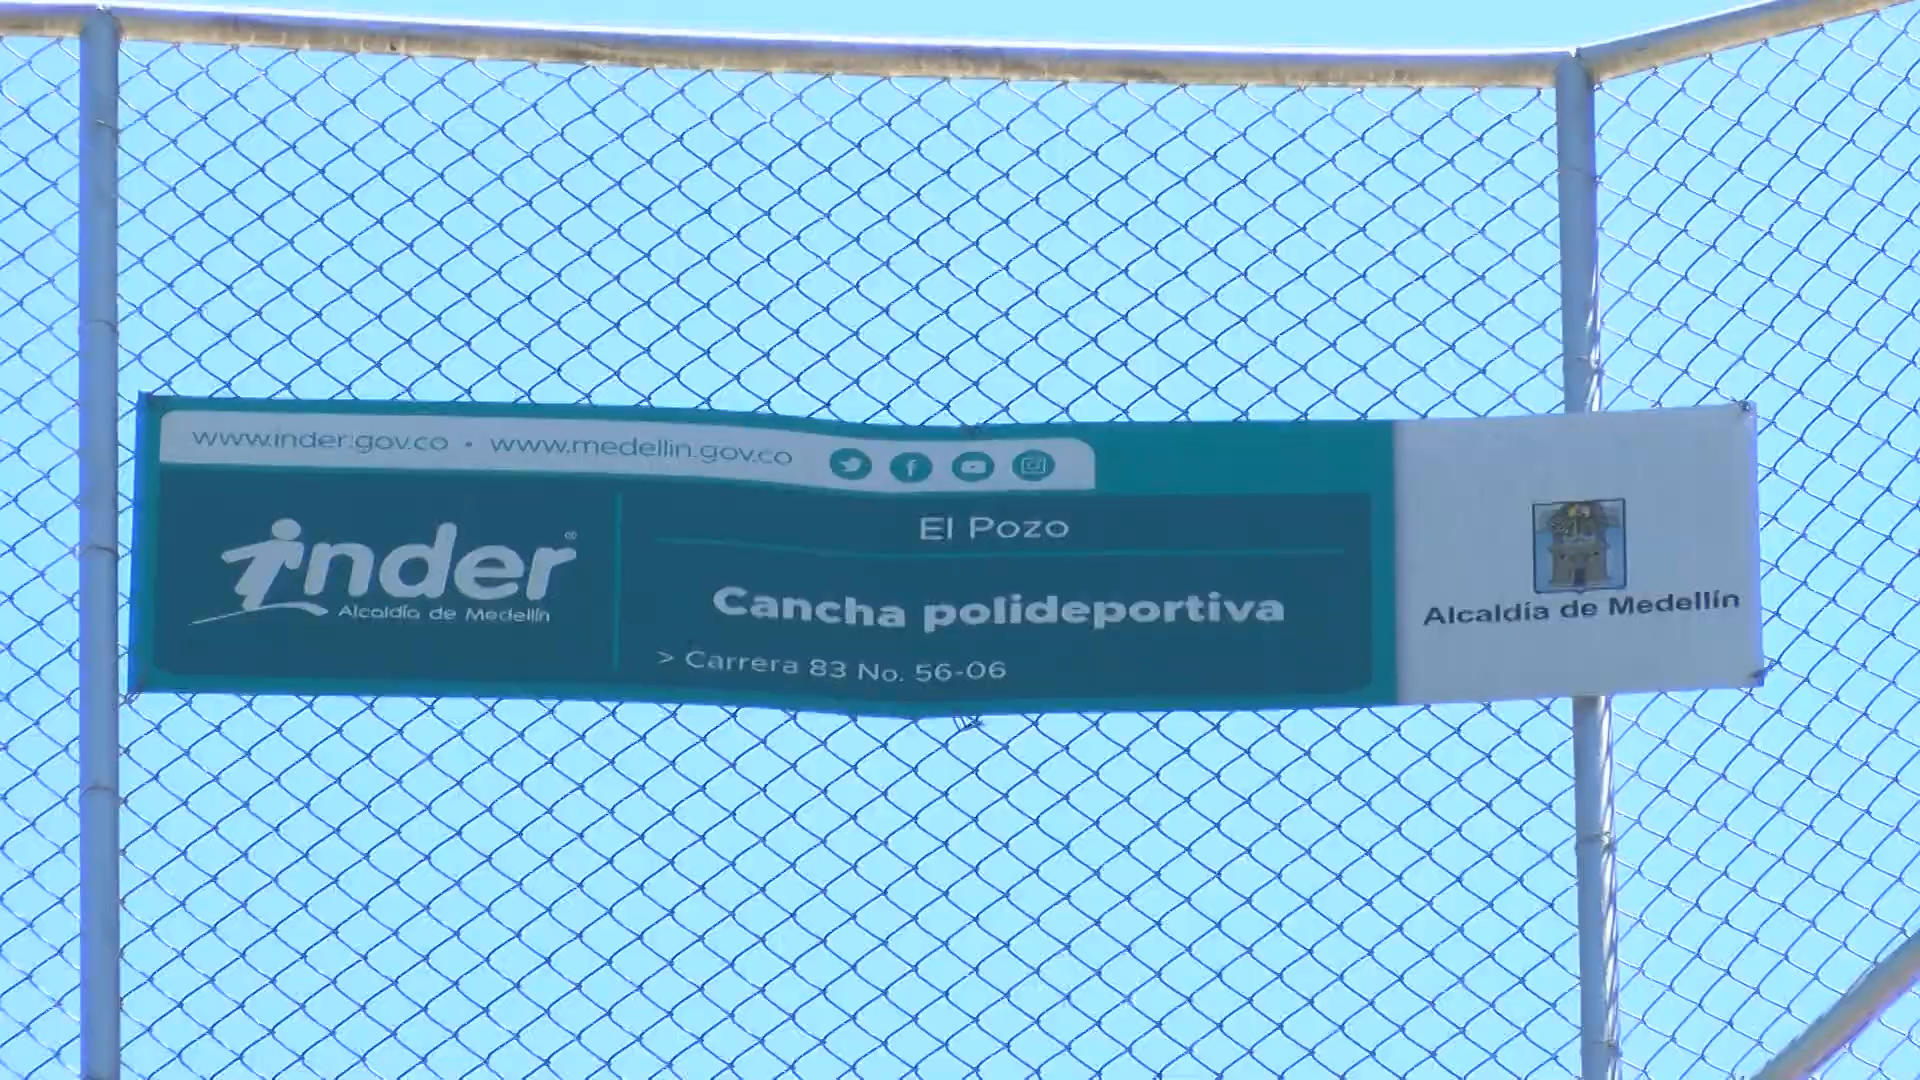 www.inder.gov.co • www.medellin.gov.co
inder®
Alcaldía de Medellín
El Pozo
Cancha polideportiva
> Carrera 83 No. 56-06
Alcaldía de Medellín